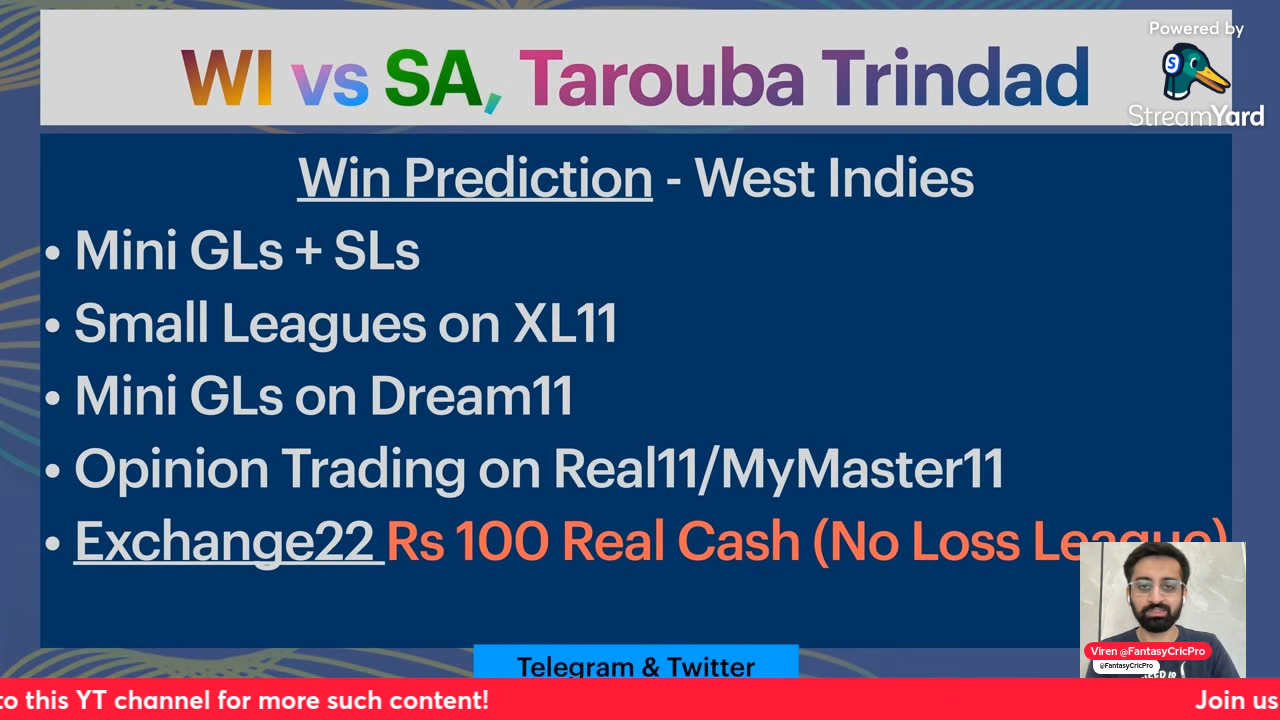 WI vs SA, Tarouba Trindad
Powered by
StreamYard
Win Prediction - West Indies
• Mini GLs + SLs
• Small Leagues on XL11
• Mini GLs on Dream11
• Opinion Trading on Real11/MyMaster11
• Exchange22 Rs 100 Real Cash (No Loss League)
Viren @FantasyCricPro
@FantasyCricPro
Telegram & Twitter
to this YT channel for more such content!
Join us